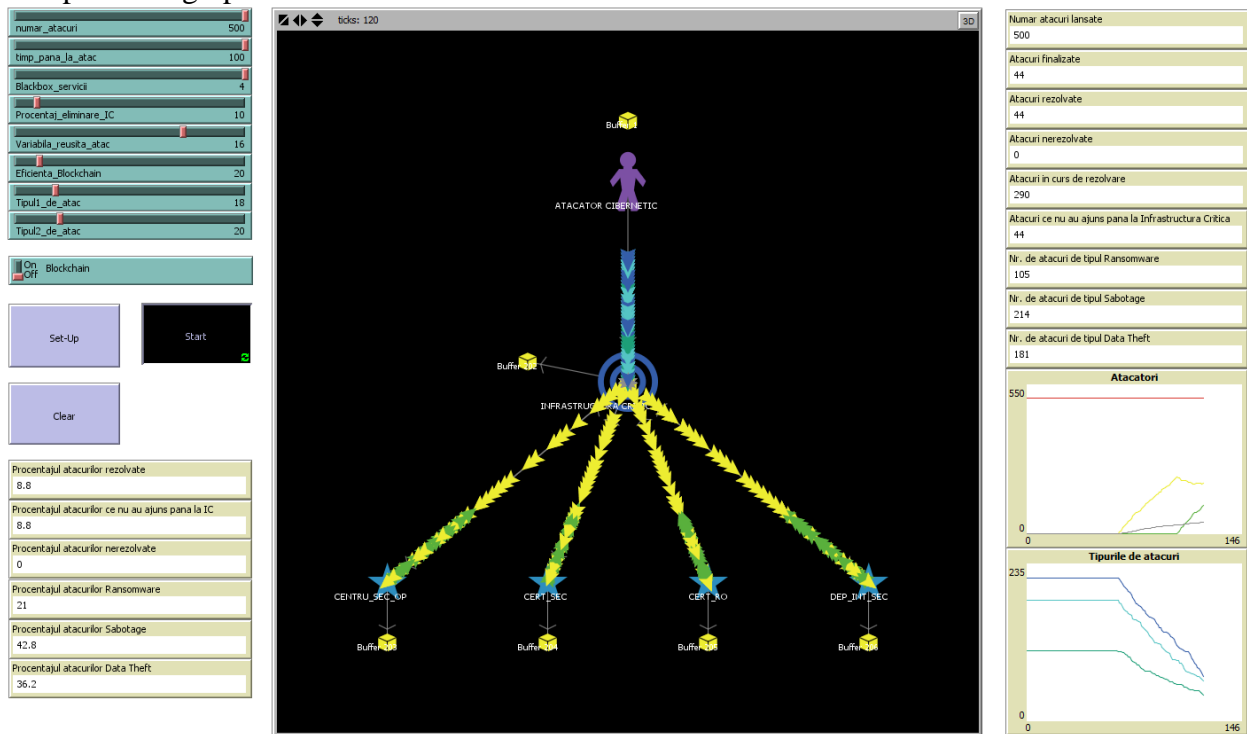 ticks: 120
3D
numar_atacuri 500
timp_pana_la_atac 100
Blackbox_servicii 4
Procentaj_eliminare_IC 10
Variabila_reusita_atac 16
Eficienta_Blockchain 20
Tipul1_de_atac 18
Tipul2_de_atac 20
On
Off
Blockchain
Set-Up
Start
Clear
Procentajul atacurilor rezolvate
8.8
Procentajul atacurilor ce nu au ajuns pana la IC
8.8
Procentajul atacurilor nerezolvate
0
Procentajul atacurilor Ransomware
21
Procentajul atacurilor Sabotage
42.8
Procentajul atacurilor Data Theft
36.2
ATACATOR CIBERNETIC
CENTRU_SEC_OP
CERT_SEC
CERT_RO
DEP_INT_SEC
Numar atacuri lansate
500
Atacuri finalizate
44
Atacuri rezolvate
44
Atacuri nerezolvate
0
Atacuri in curs de rezolvare
290
Atacuri ce nu au ajuns pana la Infrastructura Critica
44
Nr. de atacuri de tipul Ransomware
105
Nr. de atacuri de tipul Sabotage
214
Nr. de atacuri de tipul Data Theft
181
Atacatori
550
0
0 146
Tipurile de atacuri
235
0
0 146